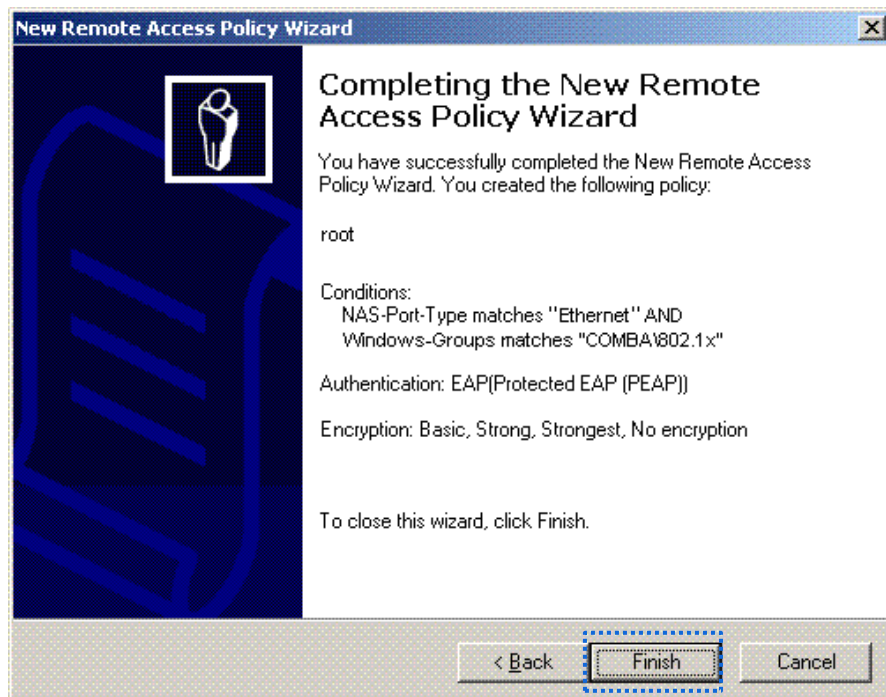 New Remote Access Policy Wizard
Completing the New Remote
Access Policy Wizard
You have successfully completed the New Remote Access
Policy Wizard. You created the following policy:
root
Conditions:
NAS-Port-Type matches "Ethernet" AND
Windows-Groups matches "COMBA\802.1x"
Authentication: EAP(Protected EAP (PEAP))
Encryption: Basic, Strong, Strongest, No encryption
To close this wizard, click Finish.
< Back
Finish
Cancel